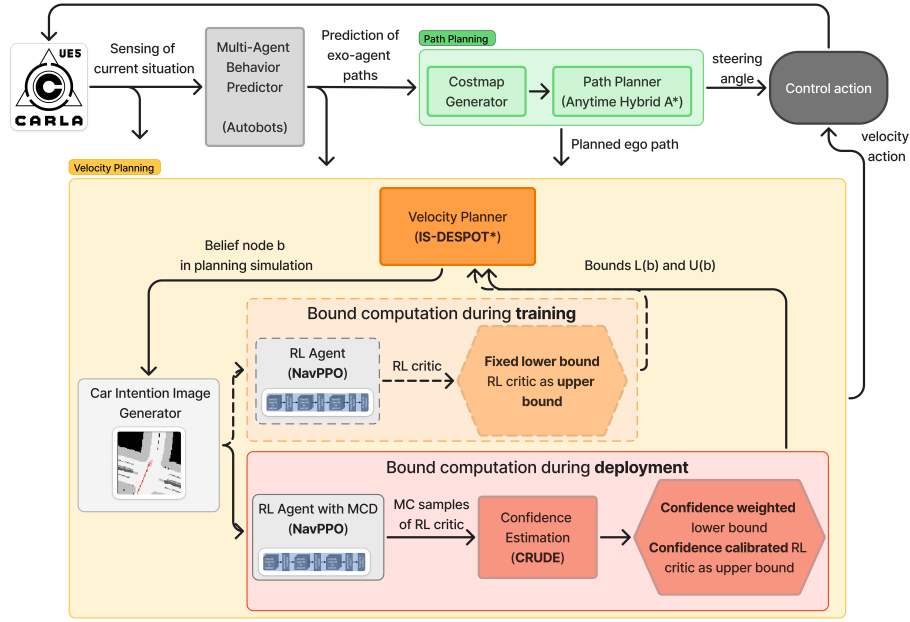 UE5
CARLA
Sensing of
current situation
Multi-Agent
Behavior
Predictor
(Autobots)
Prediction of
exo-agent
paths
Path Planning
Costmap
Generator
Path Planner
(Anytime Hybrid A*)
steering
angle
Control action
velocity
action
Planned ego path
Velocity Planning
Velocity Planner
(IS-DESPOT*)
Belief node b
in planning simulation
Bounds L(b) and U(b)
Bound computation during training
RL Agent
(NavPPO)
RL critic
Fixed lower bound
RL critic as upper
bound
Car Intention Image
Generator
Bound computation during deployment
RL Agent with MCD
(NavPPO)
MC samples
of RL critic
Confidence
Estimation
(CRUDE)
Confidence weighted
lower bound
Confidence calibrated RL
critic as upper bound